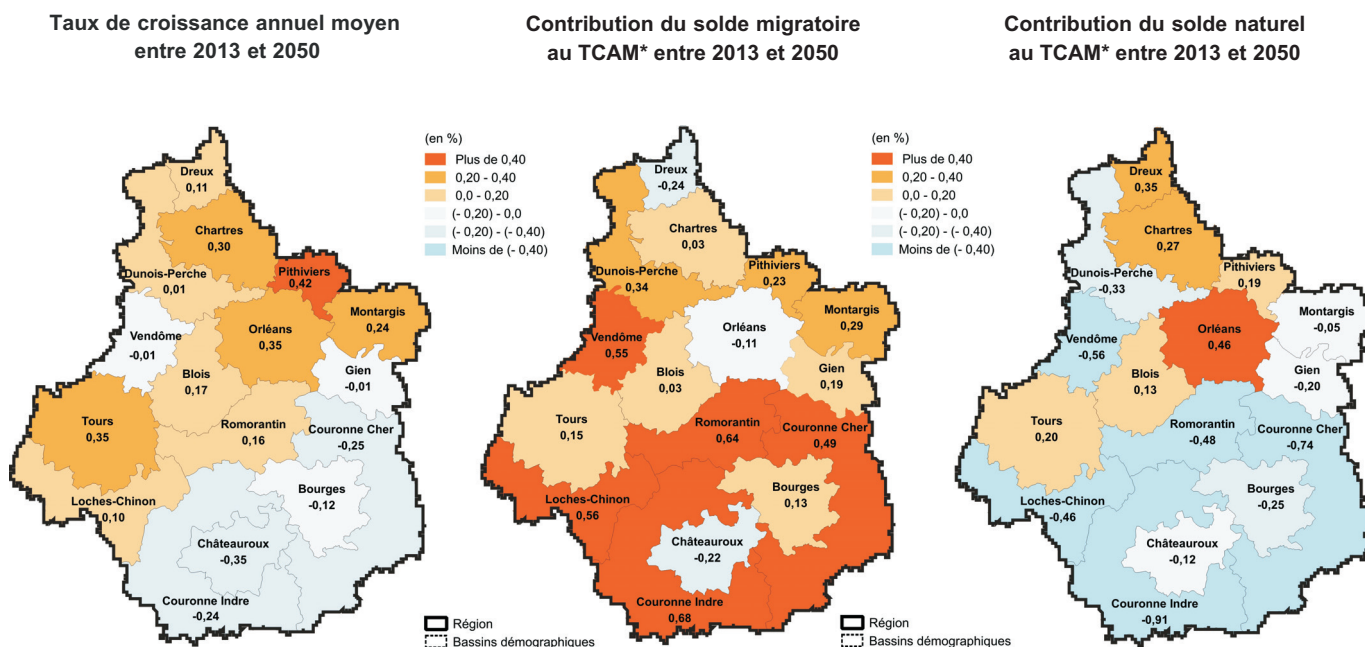 Taux de croissance annuel moyen
entre 2013 et 2050
Contribution du solde migratoire
au TCAM* entre 2013 et 2050
Contribution du solde naturel
au TCAM* entre 2013 et 2050
Dreux
0,11
Chartres
0,30
Dunois-Perche
0,01
Pithiviers
0,42
Montargis
0,24
Orléans
0,35
Vendôme
-0,01
Gien
-0,01
Blois
0,17
Tours
0,35
Romorantin
0,16
Couronne Cher
-0,25
Loches-Chinon
0,10
Bourges
-0,12
Châteauroux
-0,35
Couronne Indre
-0,24
(en %)
Plus de 0,40
0,20 - 0,40
0,0 - 0,20
(- 0,20) - 0,0
(- 0,20) - (- 0,40)
Moins de (- 0,40)
Région
Bassins démographiques
Dreux
-0,24
Chartres
0,03
Dunois-Perche
0,34
Pithiviers
0,23
Montargis
0,29
Orléans
-0,11
Vendôme
0,55
Gien
0,19
Blois
0,03
Tours
0,15
Romorantin
0,64
Couronne Cher
0,49
Loches-Chinon
0,56
Bourges
0,13
Châteauroux
-0,22
Couronne Indre
0,68
(en %)
Plus de 0,40
0,20 - 0,40
0,0 - 0,20
(- 0,20) - 0,0
(- 0,20) - (- 0,40)
Moins de (- 0,40)
Région
Bassins démographiques
Dreux
0,35
Chartres
0,27
Dunois-Perche
-0,33
Pithiviers
0,19
Montargis
-0,05
Orléans
0,46
Vendôme
-0,56
Gien
-0,20
Blois
0,13
Tours
0,20
Romorantin
-0,48
Couronne Cher
-0,74
Loches-Chinon
-0,46
Bourges
-0,25
Châteauroux
-0,12
Couronne Indre
-0,91